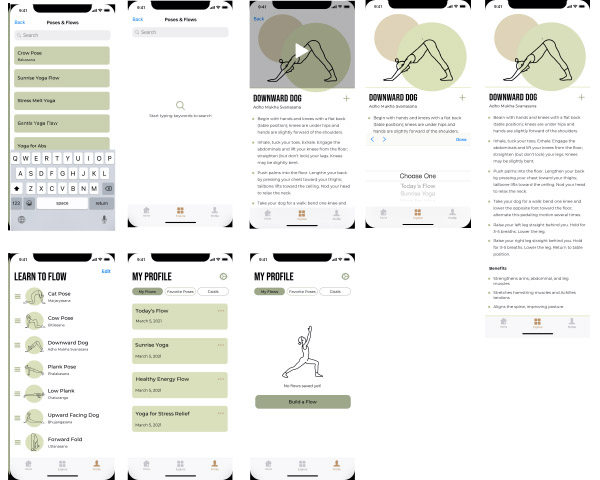 9:41
Back
Poses & Flows
Search
Crow Pose
Bakasana
Sunrise Yoga Flow
Stress Melt Yoga
Gentle Yoga Flow
Yoga for Abs
Q W E R T Y U I O P
A S D F G H J K L
Z X C V B N M
123
space
return
9:41
Back
Poses & Flows
Search
Start typing keywords to search
9:41
Back
DOWNWARD DOG
Adho Mukha Svanasana
Begin with hands and knees with a flat back
(table position); knees are under hips and
hands are slightly forward of the shoulders.
Inhale, tuck your toes. Exhale. Engage the
abdominals and lift your knees from the floor;
straighten (but don't lock) your legs. Knees
may be slightly bent.
Push palms into the floor. Lengthen your back
by pressing your chest toward your thighs,
tailbone lifted toward the ceiling. Nod your head
to relax the neck.
Take your dog for a walk: bend one knee and
9:41
DOWNWARD DOG
Adho Mukha Svanasana
Begin with hands and knees with a flat back
(table position); knees are under hips and
hands are slightly forward of the shoulders.
Done
Choose One
Today's Flow
Sunrise Yoga
9:41
DOWNWARD DOG
Adho Mukha Svanasana
Begin with hands and knees with a flat back
(table position); knees are under hips and
hands are slightly forward of the shoulders.
Inhale, tuck your toes. Exhale. Engage the
abdominals and lift your knees from the floor;
straighten (but don't lock) your legs. Knees
may be slightly bent.
Push palms into the floor. Lengthen your back
by pressing your chest toward your thighs,
tailbone lifted toward the ceiling. Nod your head
to relax the neck.
Take your dog for a walk: bend one knee and
lower the opposite foot toward the floor,
alternate this pedaling motion several times
Raise your left leg straight behind you. Hold for
3-5 breaths. Lower the leg.
Raise your right leg straight behind you. Hold
for 3-5 breaths. Lower leg. Return to table
position.
Benefits
Strengthens arms, abdominal, and leg
muscles
Stretches hamstring muscles and Achilles
tendons
Aligns the spine, improving posture
9:41
LEARN TO FLOW
Edit
Cat Pose
Marjaryasana
Cow Pose
Bitilasana
Downward Dog
Adho Mukha Svanasana
Plank Pose
Phalakasana
Low Plank
Chaturanga
Upward Facing Dog
Bhujangasana
Forward Fold
Uttanasana
9:41
MY PROFILE
My Flows
Favorite Poses
Goals
Today's Flow
March 5, 2021
Sunrise Yoga
March 5, 2021
Healthy Energy Flow
March 5, 2021
Yoga for Stress Relief
March 5, 2021
9:41
MY PROFILE
My Flows
Favorite Poses
Goals
No flows saved yet!
Build a Flow